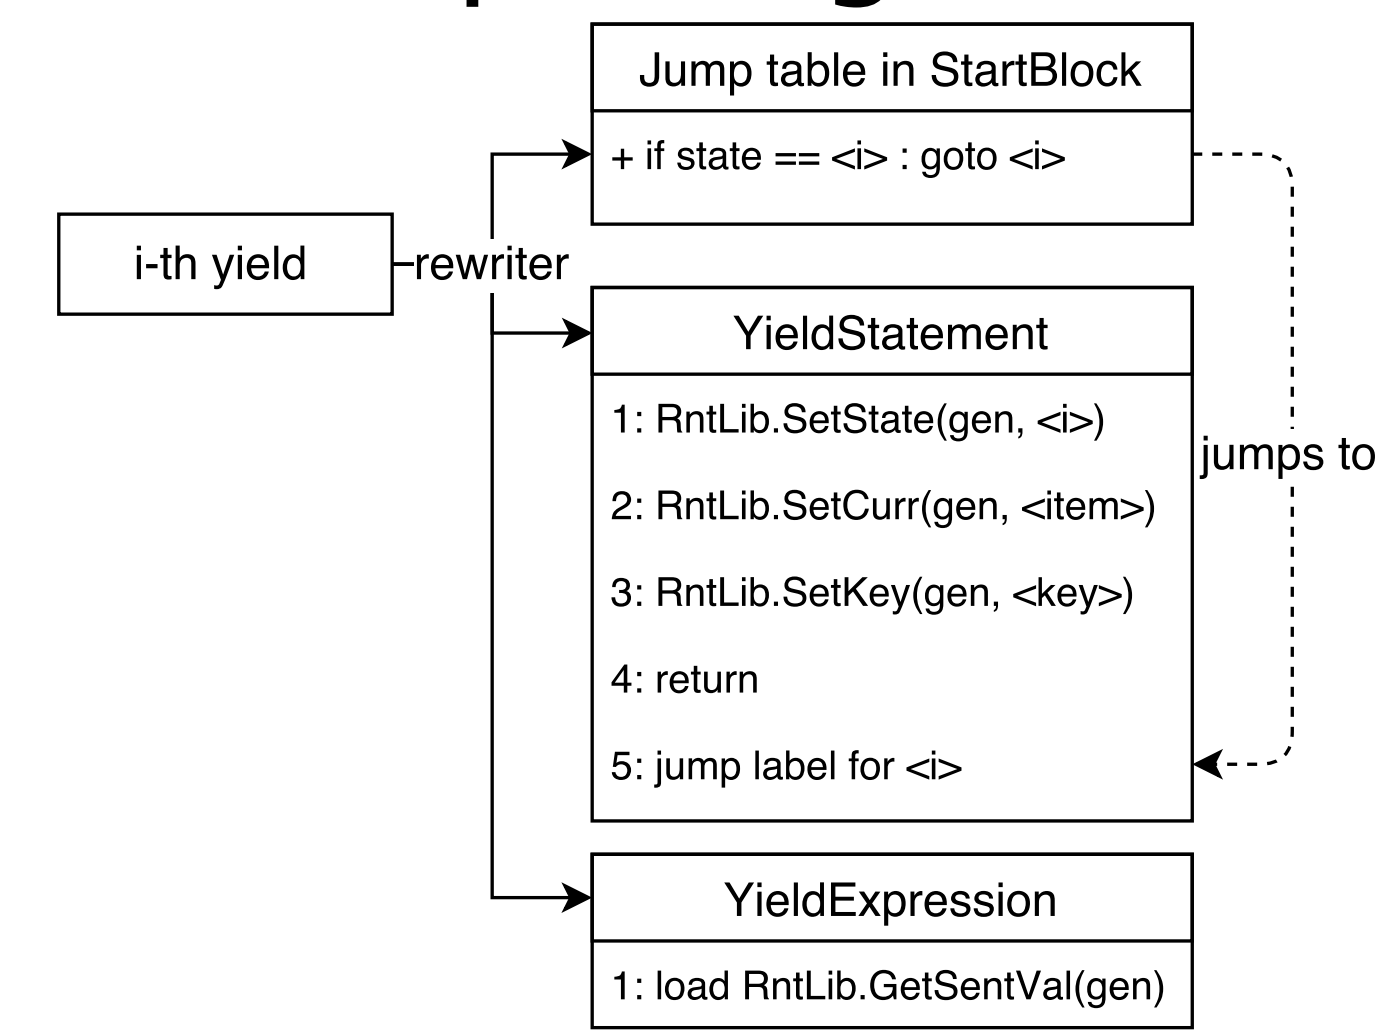 Jump table in StartBlock
+ if state == <i> : goto <i>
i-th yield
rewriter
YieldStatement
1: RntLib.SetState(gen, <i>)
2: RntLib.SetCurr(gen, <item>)
3: RntLib.SetKey(gen, <key>)
4: return
5: jump label for <i>
jumps to
YieldExpression
1: load RntLib.GetSentVal(gen)